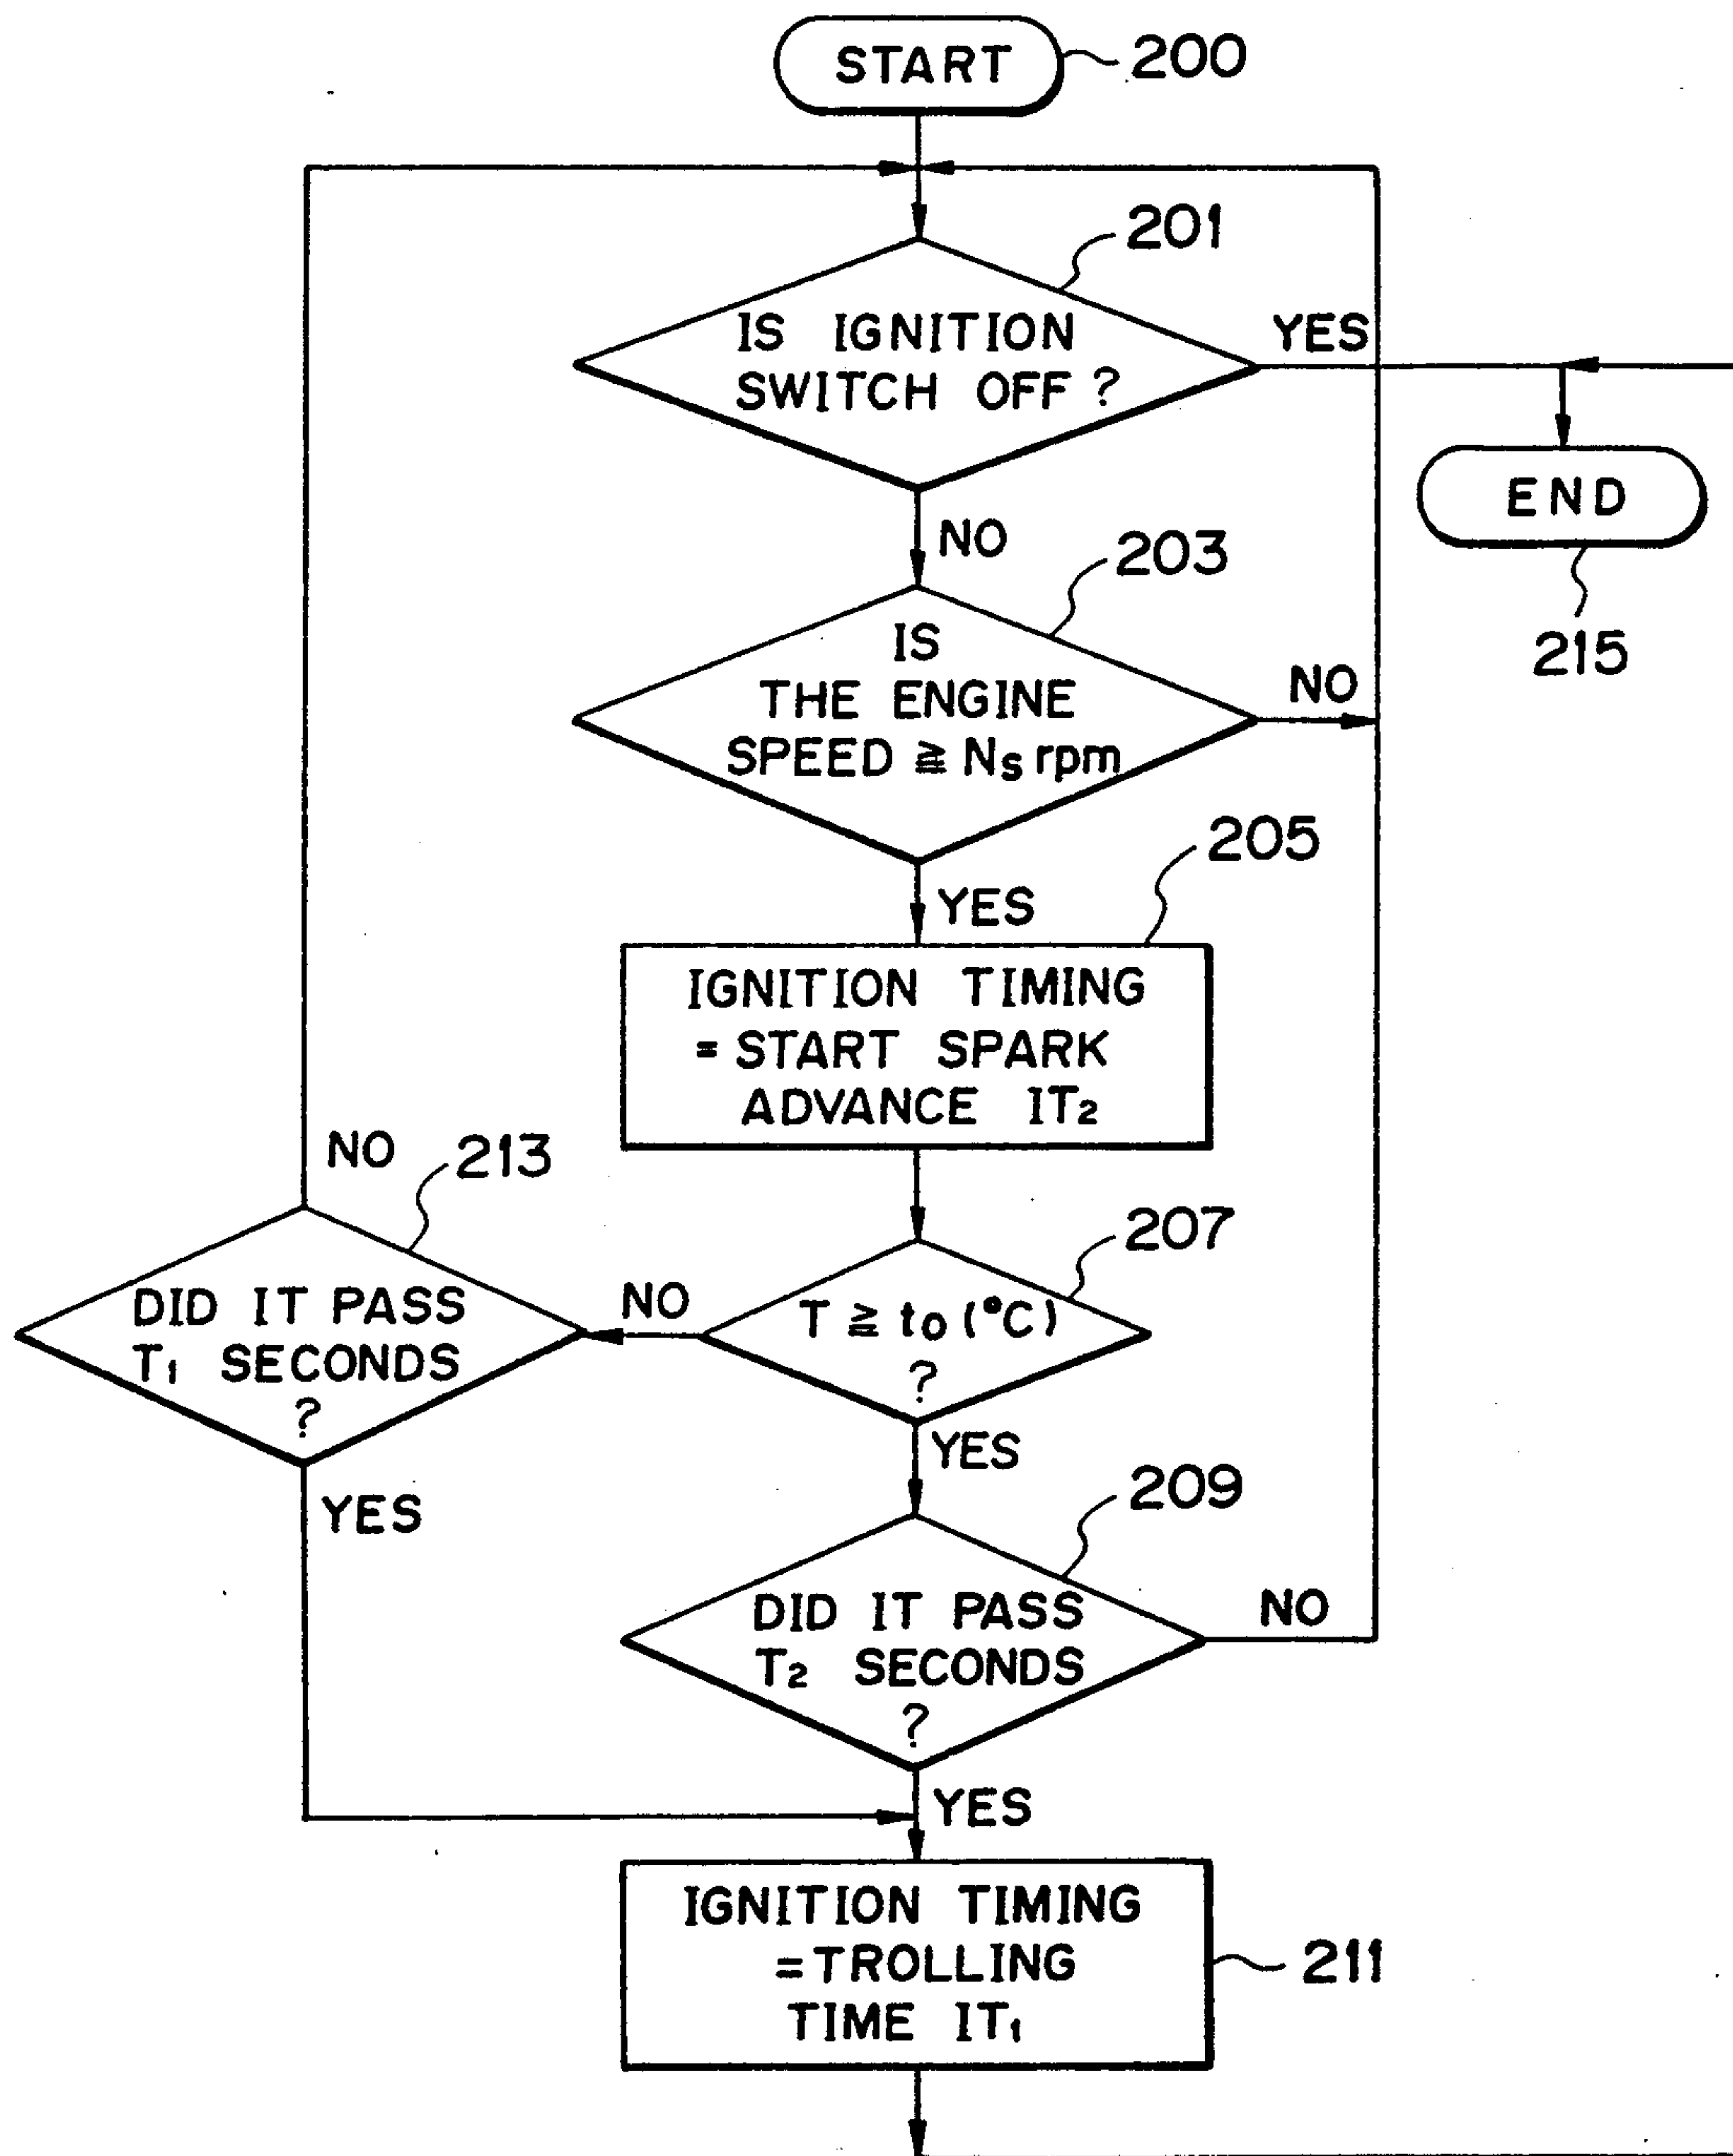 START
200
201
IS IGNITION
SWITCH OFF ?
YES
END
215
NO
203
IS
THE ENGINE
SPEED ≧ Ns rpm
NO
YES
205
IGNITION TIMING
= START SPARK
ADVANCE IT₂
NO
213
207
DID IT PASS
T₁ SECONDS
?
NO
T ≧ to (°C)
?
YES
YES
209
DID IT PASS
T₂ SECONDS
?
NO
YES
IGNITION TIMING
= TROLLING
TIME IT₁
211